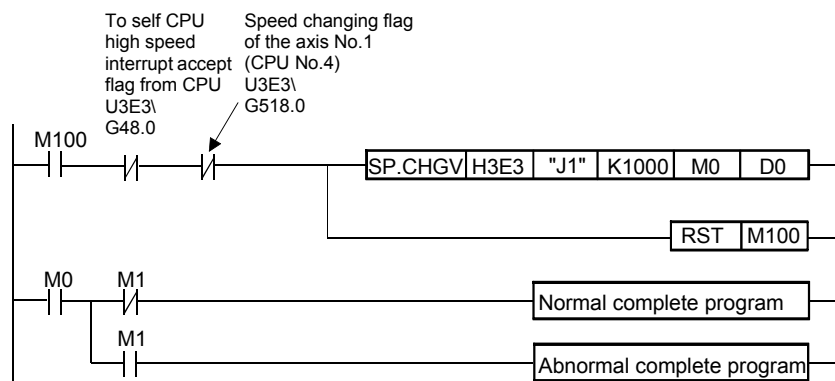 To self CPU
high speed
interrupt accept
flag from CPU
U3E3\
G48.0
Speed changing flag
of the axis No.1
(CPU No.4)
U3E3\
G518.0
M100
SP.CHGV H3E3 "J1" K1000 M0 D0
RST M100
M0 M1
Normal complete program
M1
Abnormal complete program